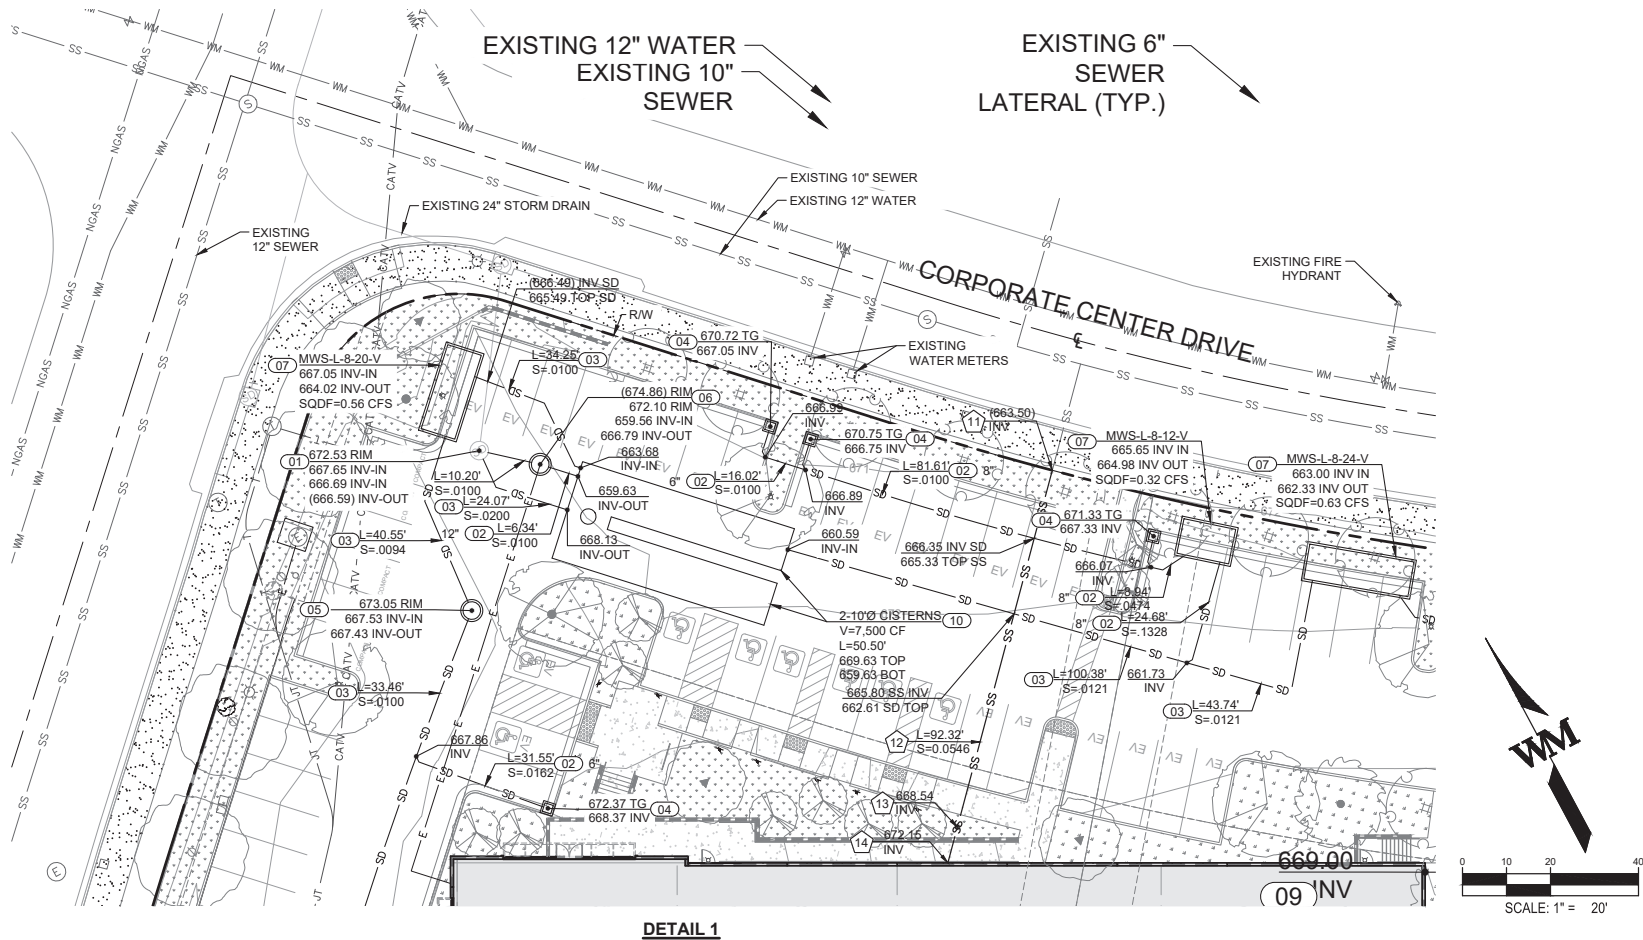 EXISTING 12" WATER
EXISTING 10"
SEWER
EXISTING 6"
SEWER
LATERAL (TYP.)
EXISTING 10" SEWER
EXISTING 12" WATER
EXISTING 24" STORM DRAIN
EXISTING
12" SEWER
EXISTING FIRE
HYDRANT
CORPORATE CENTER DRIVE
(666.49) INV SD
665.49 TOP SD
R/W
04 670.72 TG
667.05 INV
EXISTING
WATER METERS
07 MWS-L-8-20-V
667.05 INV-IN
664.02 INV-OUT
SQDF=0.56 CFS
L=34.25' 03
S=.0100
(674.86) RIM 06
672.10 RIM
659.56 INV-IN
666.79 INV-OUT
666.99
INV
11 (663.50)
INV
670.75 TG 04
666.75 INV
07 MWS-L-8-12-V
665.65 INV IN
664.98 INV OUT
SQDF=0.32 CFS
07 MWS-L-8-24-V
663.00 INV IN
662.33 INV OUT
SQDF=0.63 CFS
01 672.53 RIM
667.65 INV-IN
666.69 INV-IN
(666.59) INV-OUT
663.68
INV-IN
L=10.20'
S=.0100
03 L=24.07'
S=.0200
6" 02 L=16.02'
S=.0100
L=81.61' 02 8"
S=.0100
659.63
INV-OUT
666.89
INV
04 671.33 TG
667.33 INV
03 L=40.55'
S=.0094
12" 02 L=6.34'
S=.0100
668.13
INV-OUT
660.59
INV-IN
666.35 INV SD
665.33 TOP SS
666.07
INV
8" 02 L=8.94'
S=.0474
8" 02 L=24.68'
S=.1328
05 673.05 RIM
667.53 INV-IN
667.43 INV-OUT
2-10'Ø CISTERNS 10
V=7,500 CF
L=50.50'
669.63 TOP
659.63 BOT
665.80 SS INV
662.61 SD TOP
03 L=100.38'
S=.0121
661.73
INV
03 L=43.74'
S=.0121
03 L=33.46'
S=.0100
12 L=92.32'
S=0.0546
667.86
INV
L=31.55' 02 6"
S=.0162
672.37 TG 04
668.37 INV
13 668.54
INV
14 672.15
INV
669.00
09 INV
WM
0 10 20 40
SCALE: 1" = 20'
DETAIL 1